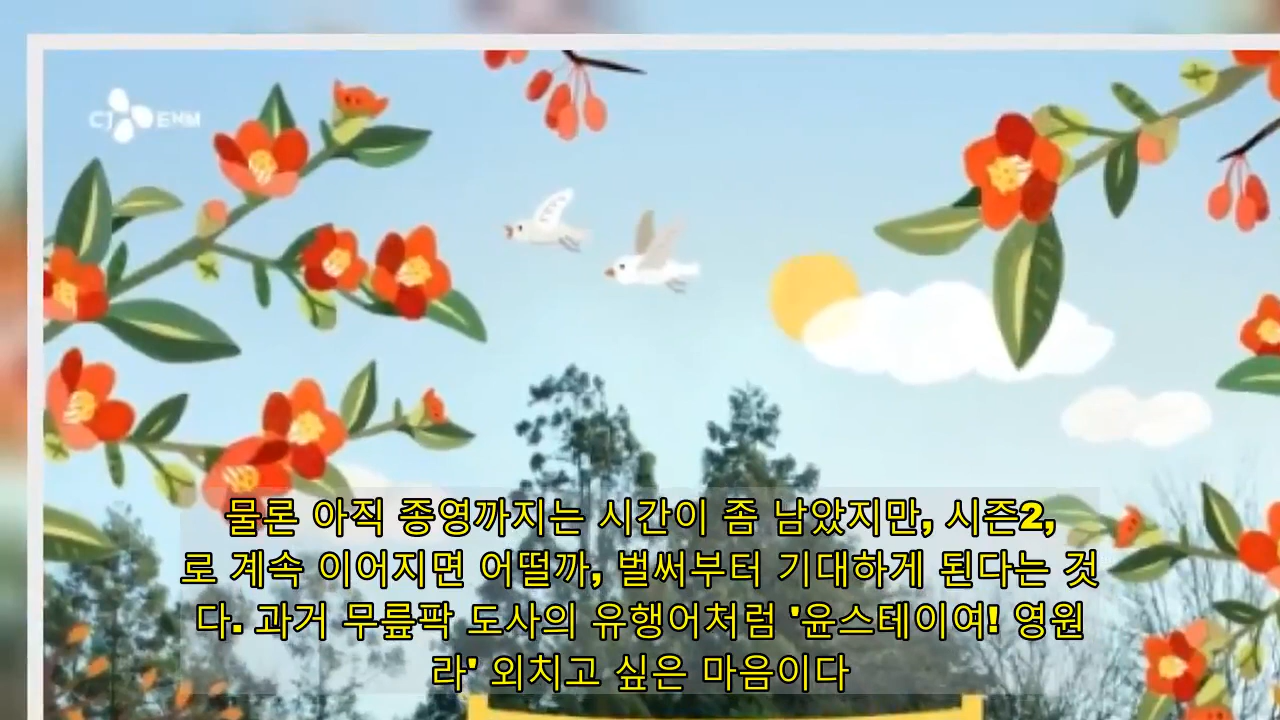 CJ ENM
물론 아직 종영까지는 시간이 좀 남았지만, 시즌2,
로 계속 이어지면 어떨까, 벌써부터 기대하게 된다는 것
다. 과거 무릎팍 도사의 유행어처럼 '윤스테이여! 영원
라' 외치고 싶은 마음이다